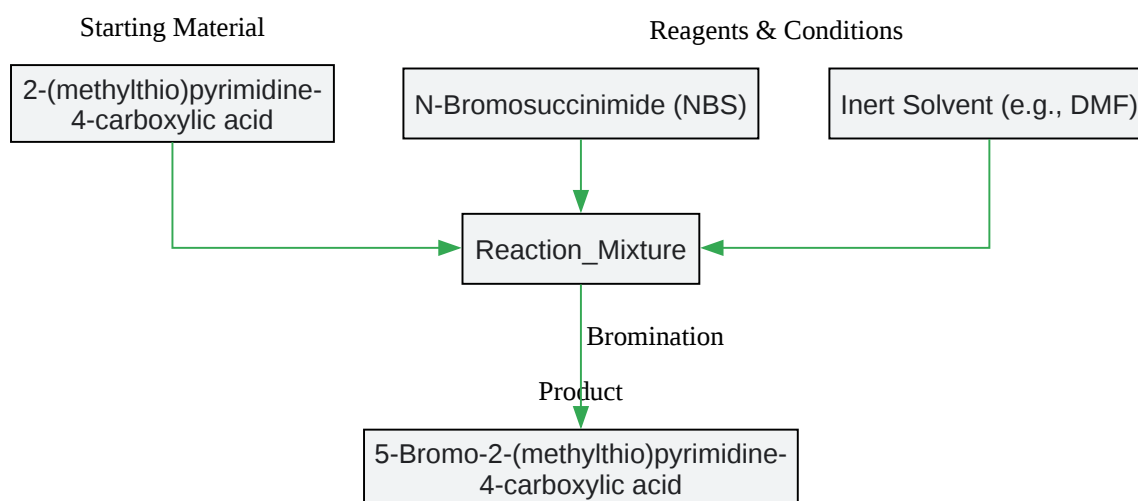 Starting Material
Reagents & Conditions
2-(methylthio)pyrimidine-
4-carboxylic acid
N-Bromosuccinimide (NBS)
Inert Solvent (e.g., DMF)
Reaction_Mixture
Bromination
Product
5-Bromo-2-(methylthio)pyrimidine-
4-carboxylic acid